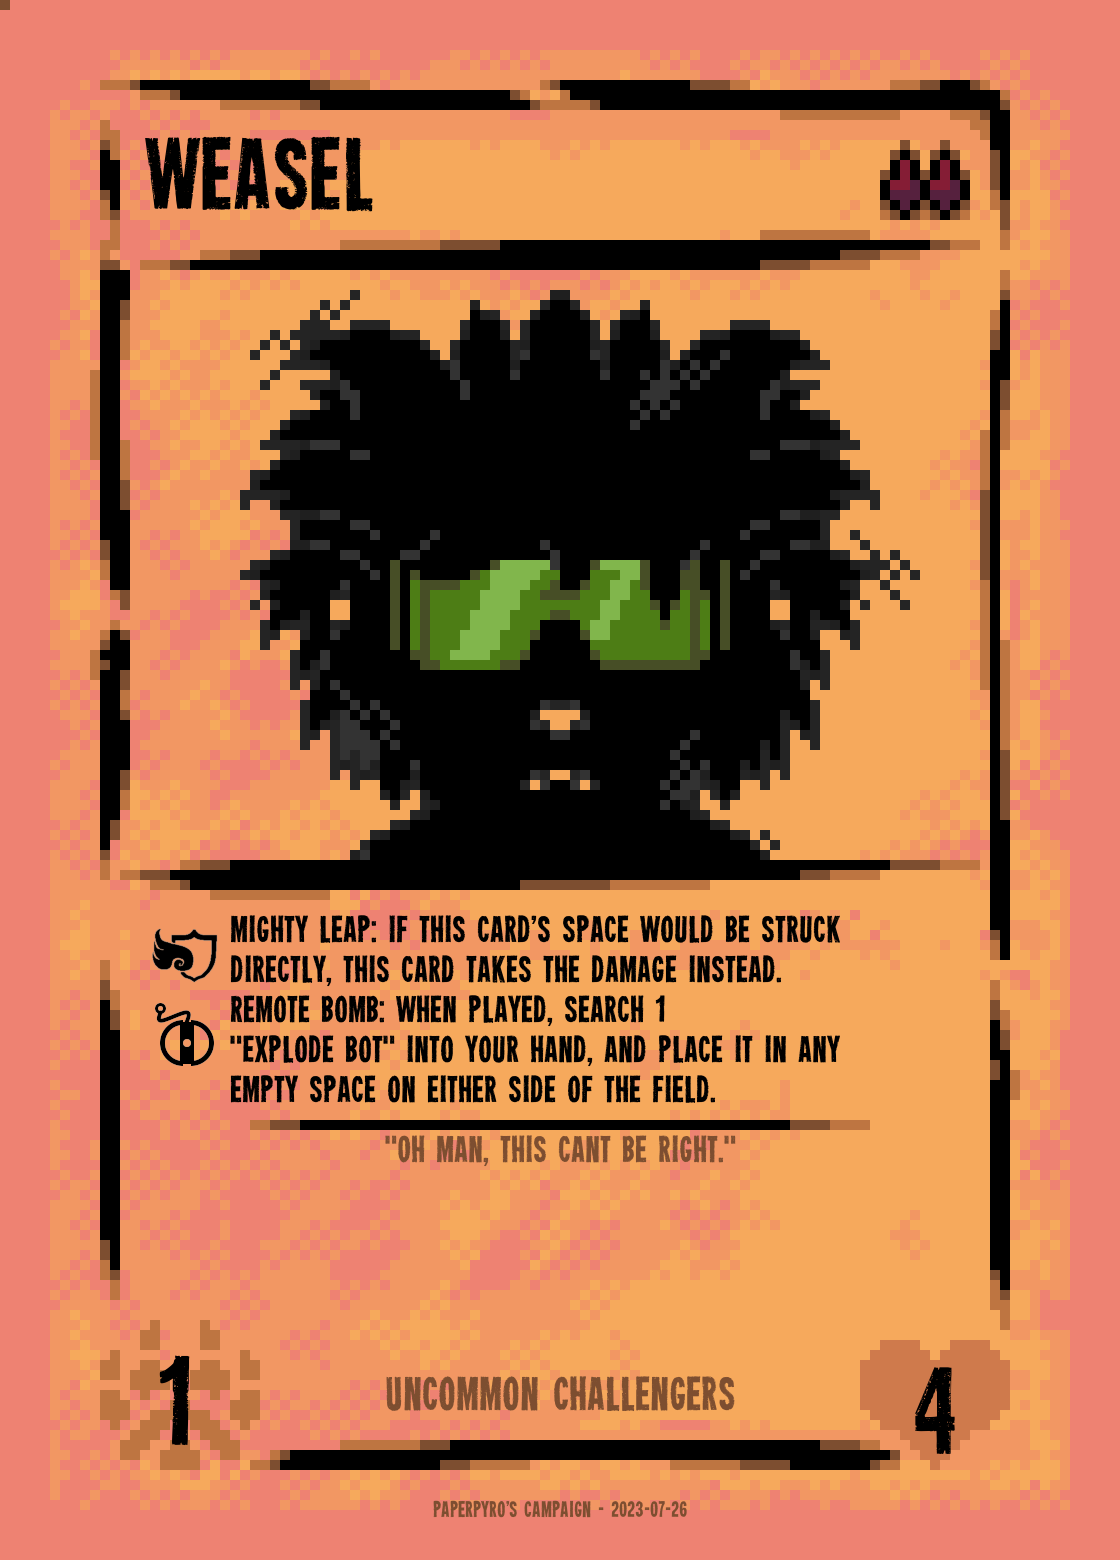 WEASEL
MIGHTY LEAP: IF THIS CARD'S SPACE WOULD BE STRUCK
DIRECTLY, THIS CARD TAKES THE DAMAGE INSTEAD.
REMOTE BOMB: WHEN PLAYED, SEARCH 1
"EXPLODE BOT" INTO YOUR HAND, AND PLACE IT IN ANY
EMPTY SPACE ON EITHER SIDE OF THE FIELD.
"OH MAN, THIS CANT BE RIGHT."
1
UNCOMMON CHALLENGERS
4
PAPERPYRO'S CAMPAIGN - 2023-07-26